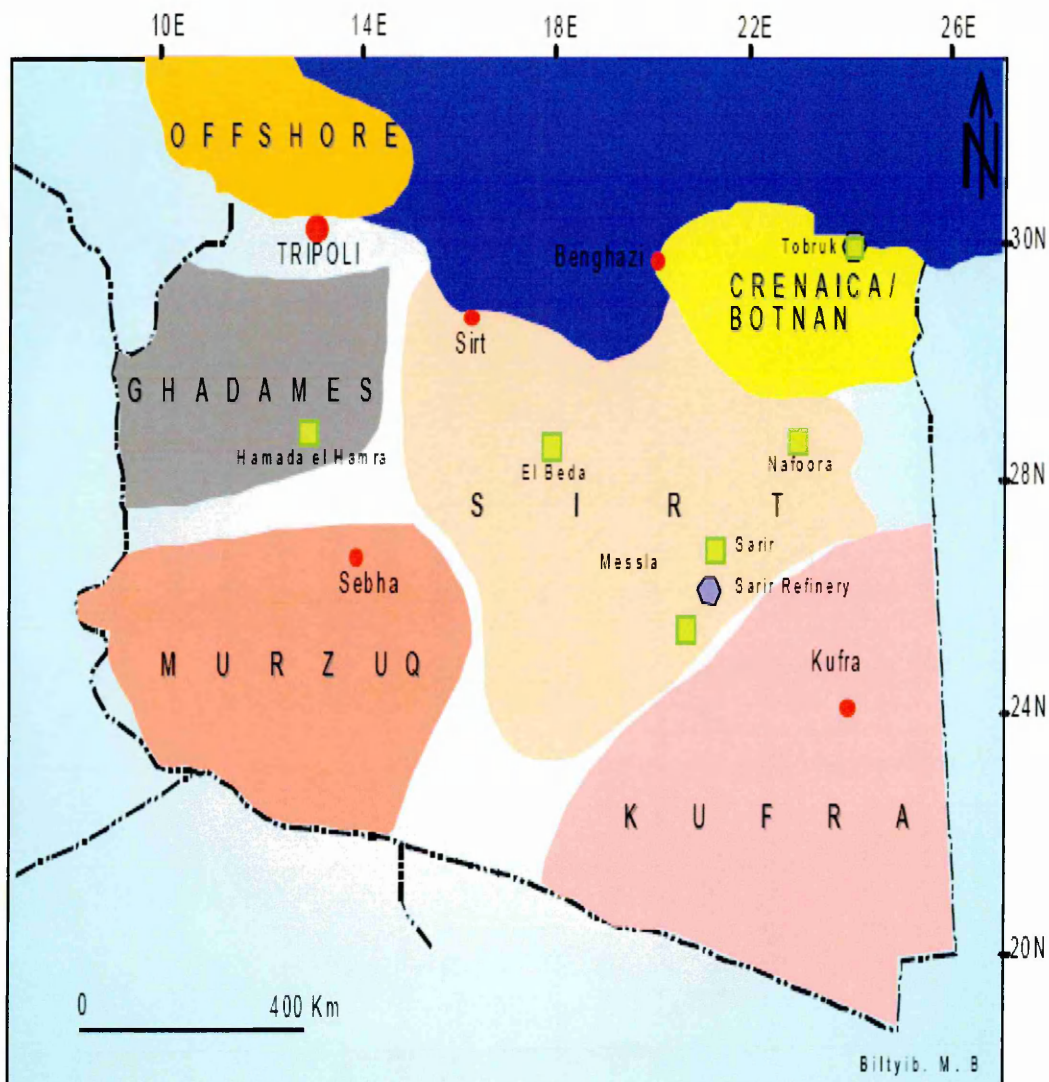 10E 14E 18E 22E 26E
OFFSHORE
N
TRIPOLI
Benghazi
Tobruk
30N
CRENAICA/
BOTNAN
Sirt
GHADAMES
Hamada el Hamra
El Beda
Nafoora
28N
SIRT
Messla
Sarir
Sebha
Sarir Refinery
MURZUQ
Kufra
24N
KUFRA
20N
0 400 Km
Biltyib. M. B